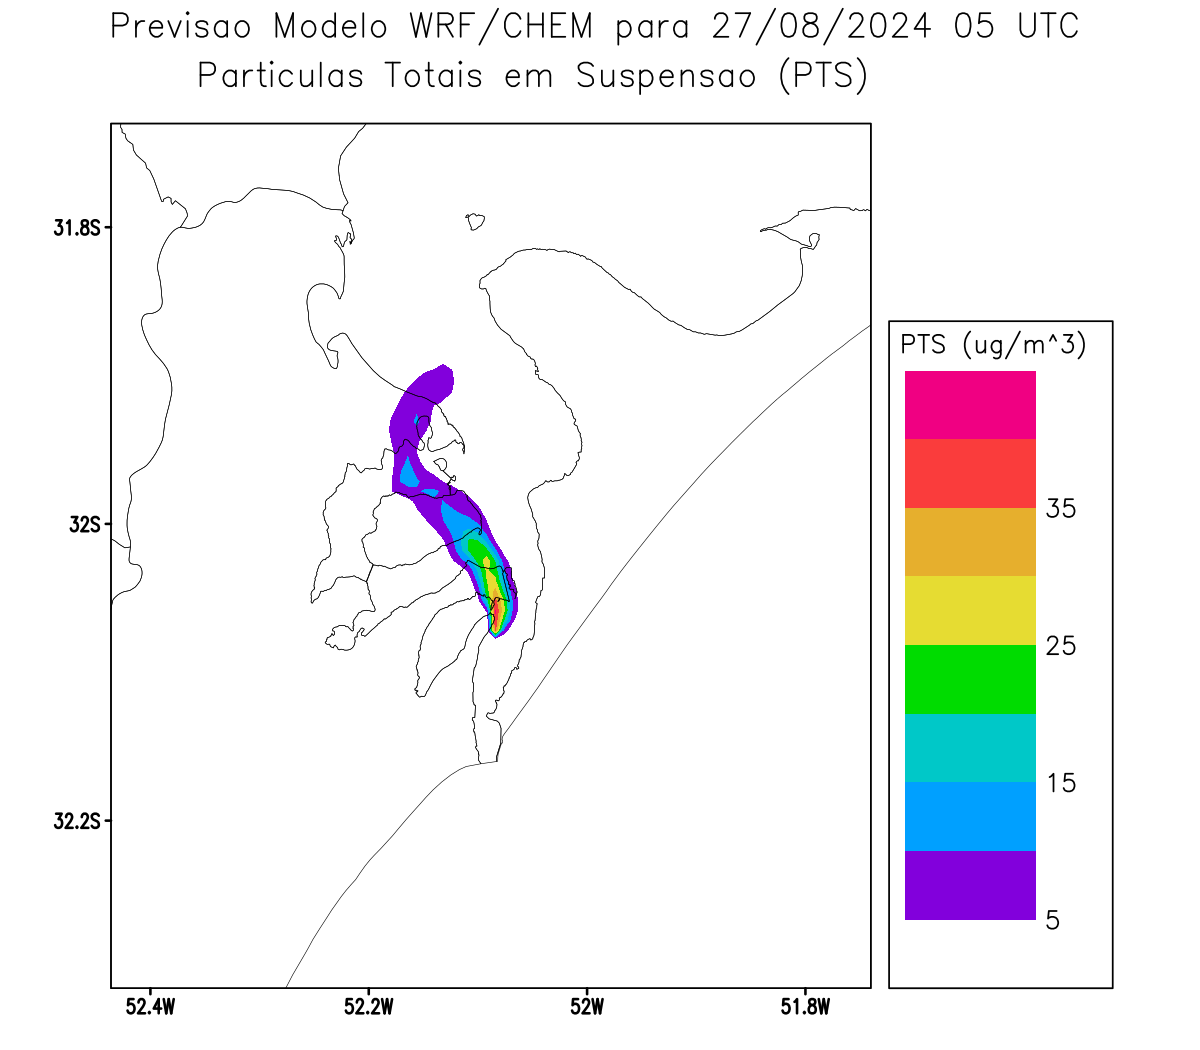 Previsao Modelo WRF/CHEM para 27/08/2024 05 UTC
Particulas Totais em Suspensao (PTS)
31.8S
32S
32.2S
52.4W
52.2W
52W
51.8W
PTS (ug/m^3)
35
25
15
5